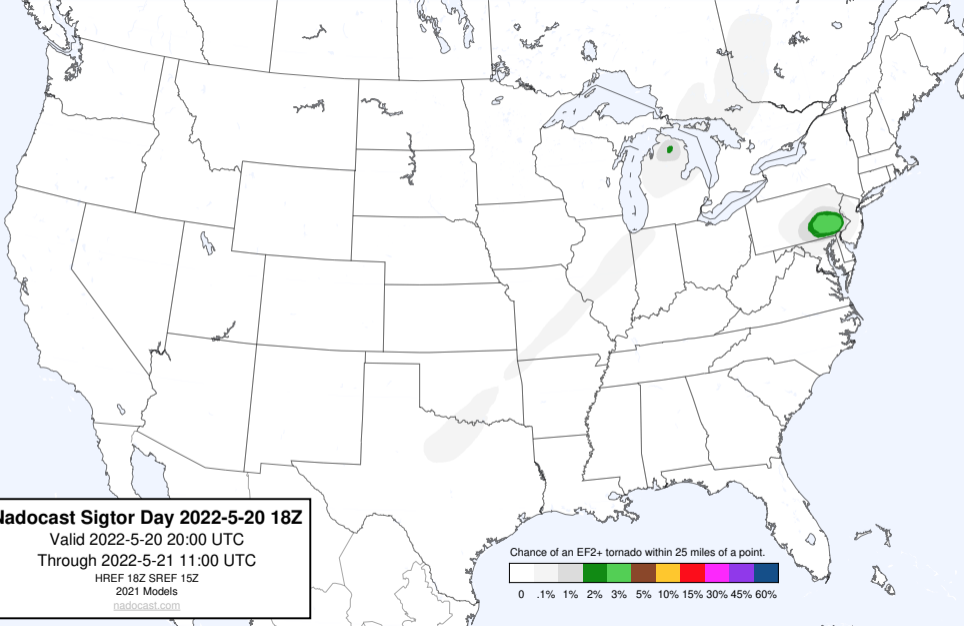 Nadocast Sigtor Day 2022-5-20 18Z
Valid 2022-5-20 20:00 UTC
Through 2022-5-21 11:00 UTC
HREF 18Z SREF 15Z
2021 Models
nadocast.com
Chance of an EF2+ tornado within 25 miles of a point.
0 .1% 1% 2% 3% 5% 10% 15% 30% 45% 60%